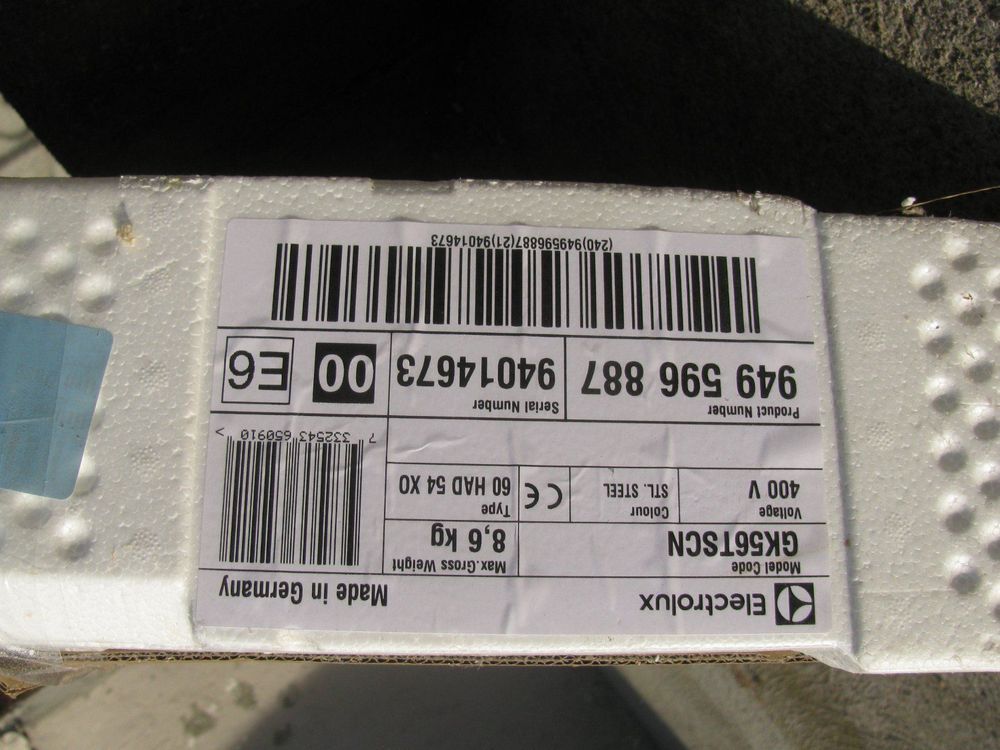 Electrolux
Made in Germany
Model Code
GK56TSCN
Max.Gross Weight
8,6 kg
Voltage
400 V
Colour
STL. STEEL
CE
Type
60 HAD 54 XO
7 332543 650910 >
Product Number
949 596 887
Serial Number
94014673
00
E6
(240)949596887(21)94014673